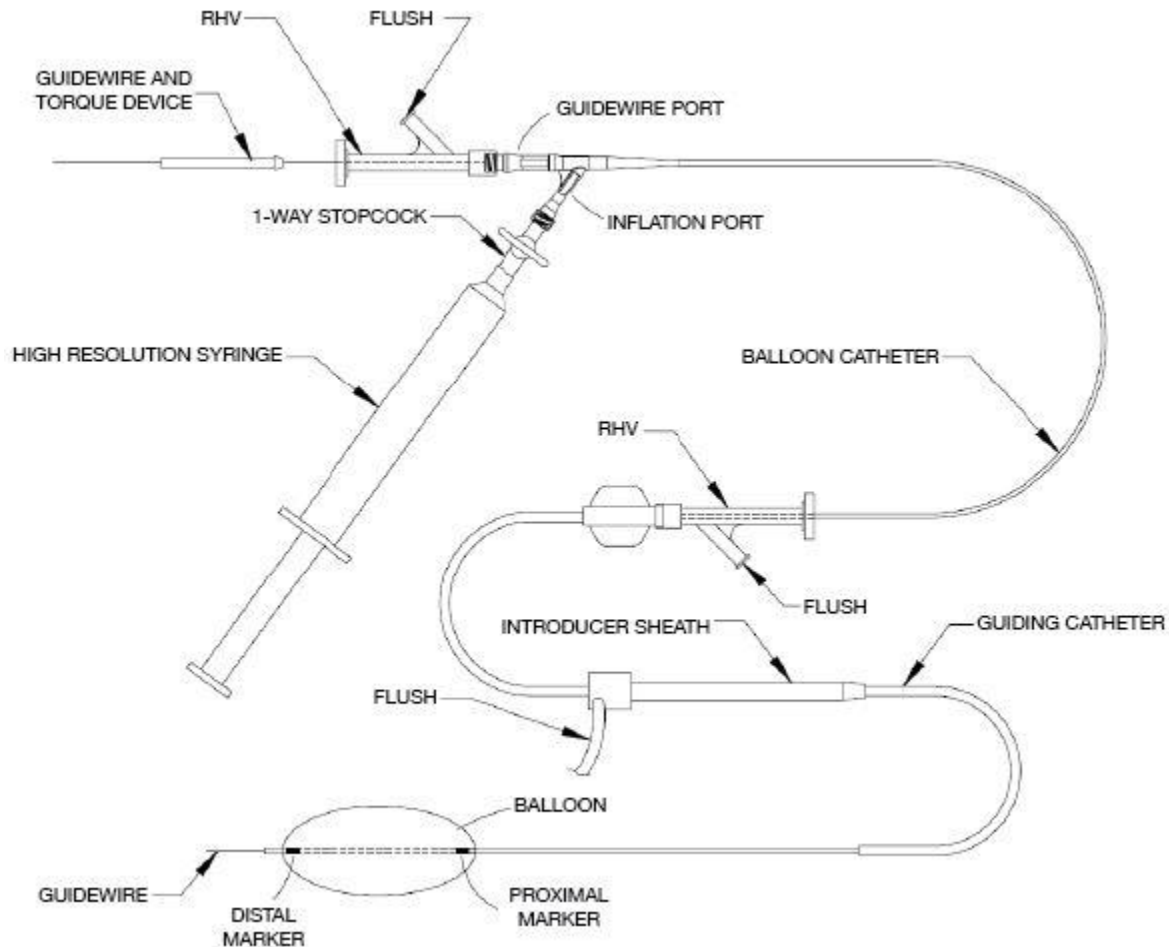 RHV
FLUSH
GUIDEWIRE AND
TORQUE DEVICE
GUIDEWIRE PORT
1-WAY STOPCOCK
INFLATION PORT
HIGH RESOLUTION SYRINGE
BALLOON CATHETER
RHV
FLUSH
INTRODUCER SHEATH
GUIDING CATHETER
FLUSH
BALLOON
GUIDEWIRE
DISTAL
MARKER
PROXIMAL
MARKER